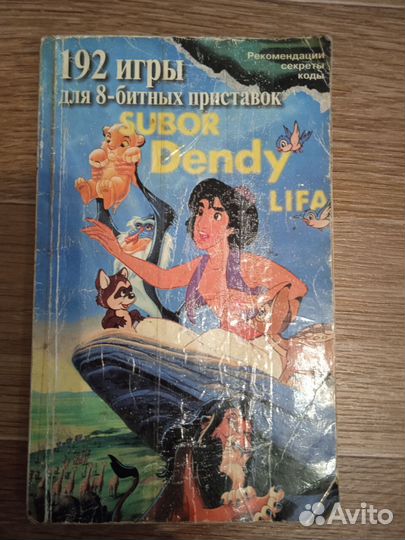 Рекомендации
секреты
коды
192 игры
для 8-битных приставок
SUBOR
Dendy
LIFA
Avito